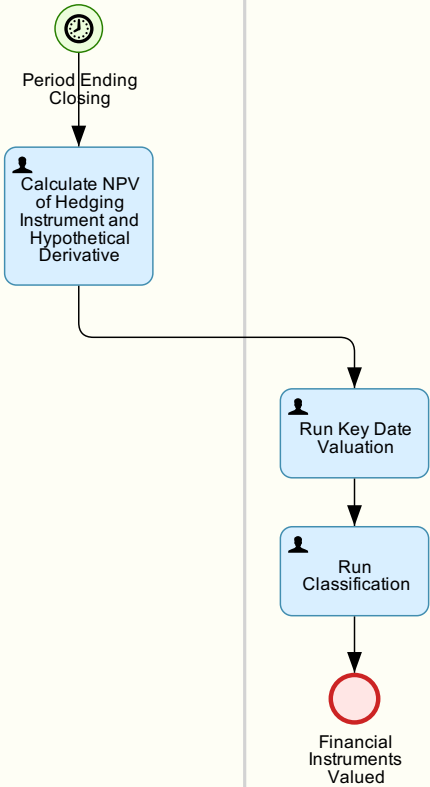 Period Ending
Closing
Calculate NPV
of Hedging
Instrument and
Hypothetical
Derivative
Run Key Date
Valuation
Run
Classification
Financial
Instruments
Valued